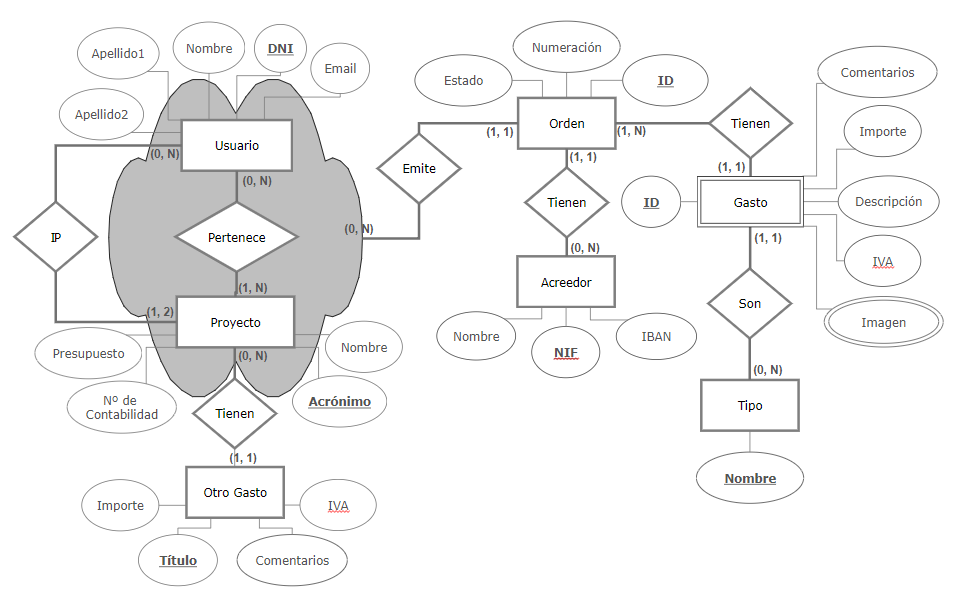 Apellido1
Nombre
DNI
Email
Apellido2
Usuario
(0, N)
(0, N)
IP
Pertenece
(1, N)
(1, 2)
Proyecto
(0, N)
Presupuesto
Nº de
Contabilidad
Nombre
Acrónimo
Tienen
(1, 1)
Otro Gasto
Importe
IVA
Título
Comentarios
(0, N)
Emite
(1, 1)
Estado
Numeración
ID
Orden
(1, N)
(1, 1)
Tienen
(0, N)
Acreedor
Nombre
NIF
IBAN
Tienen
(1, 1)
Comentarios
Importe
ID
Gasto
Descripción
IVA
Imagen
(1, 1)
Son
(0, N)
Tipo
Nombre